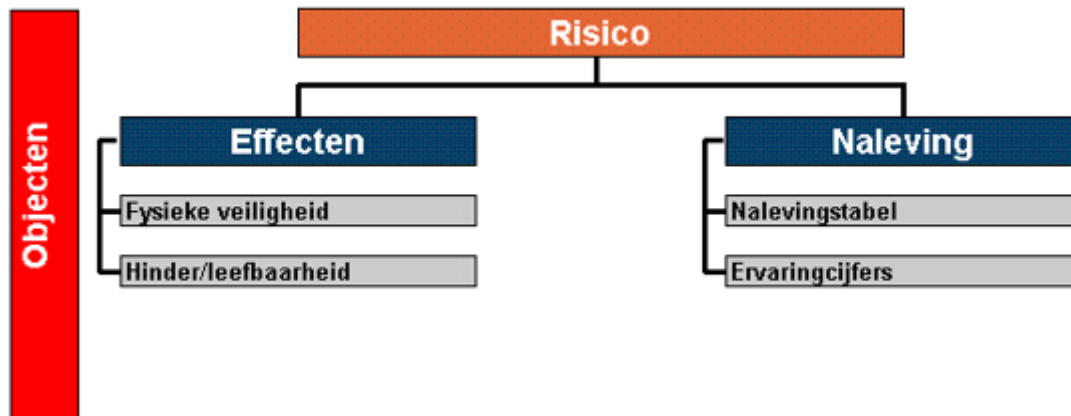 Risico
Objecten
Effecten
Fysieke veiligheid
Hinder/leefbaarheid
Naleving
Nalevingstabel
Ervaringcijfers